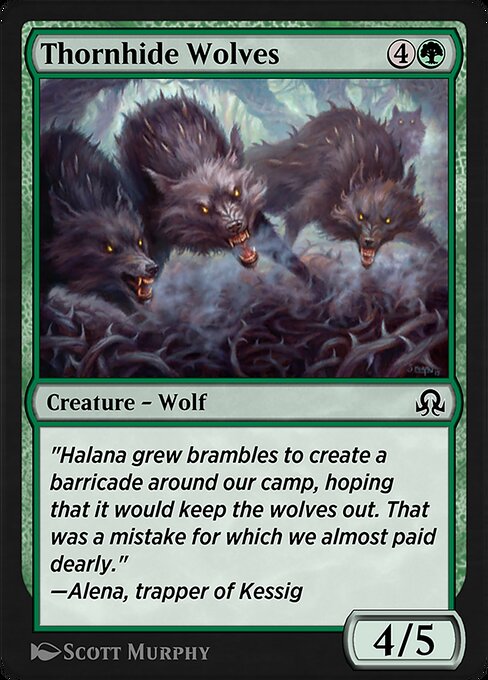 Thornhide Wolves 4
Creature – Wolf
"Halana grew brambles to create a
barricade around our camp, hoping
that it would keep the wolves out. That
was a mistake for which we almost paid
dearly."
—Alena, trapper of Kessig
4/5
Scott Murphy